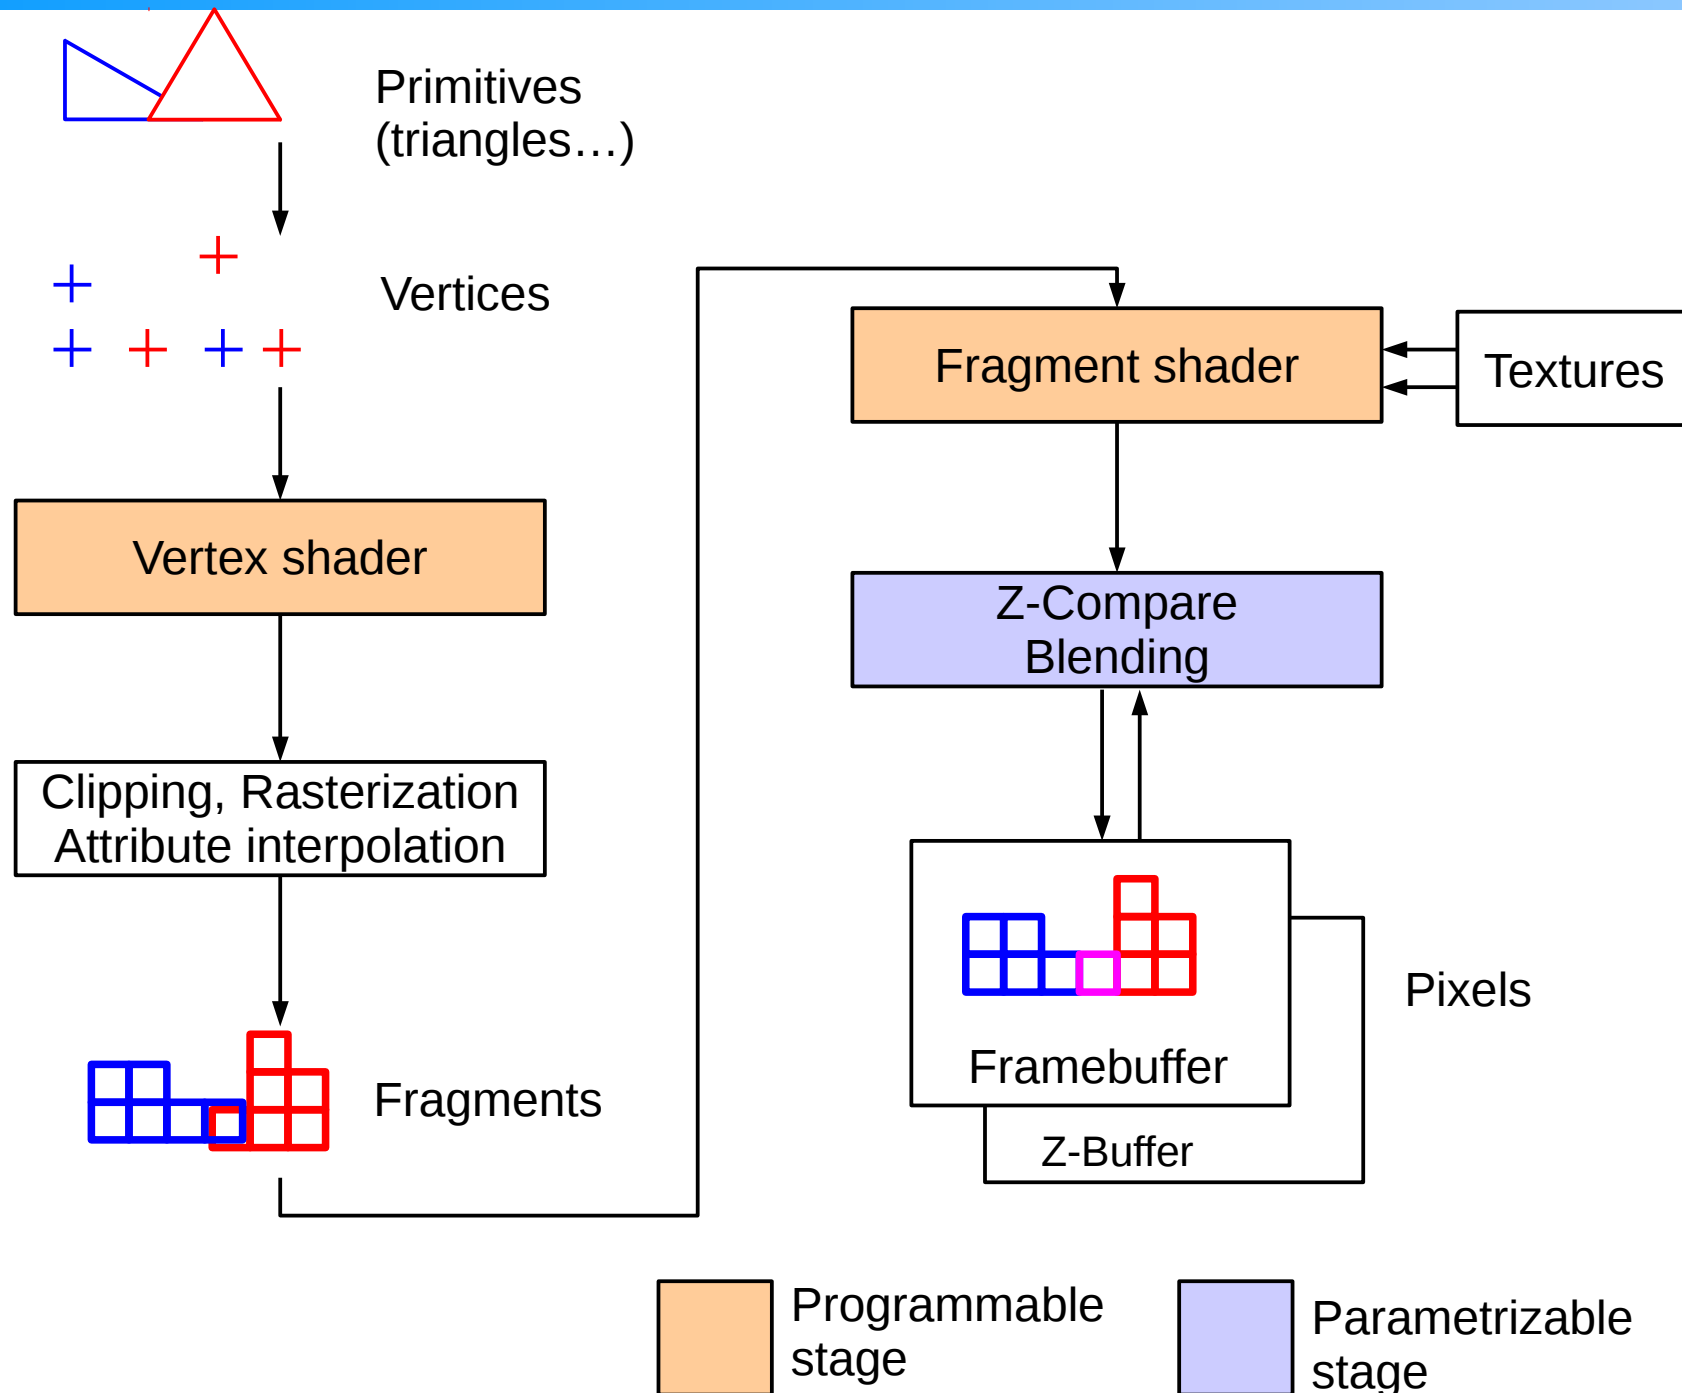 Primitives
(triangles…)
Vertices
Vertex shader
Clipping, Rasterization
Attribute interpolation
Fragments
Fragment shader
Textures
Z-Compare
Blending
Framebuffer
Z-Buffer
Pixels
Programmable
stage
Parametrizable
stage